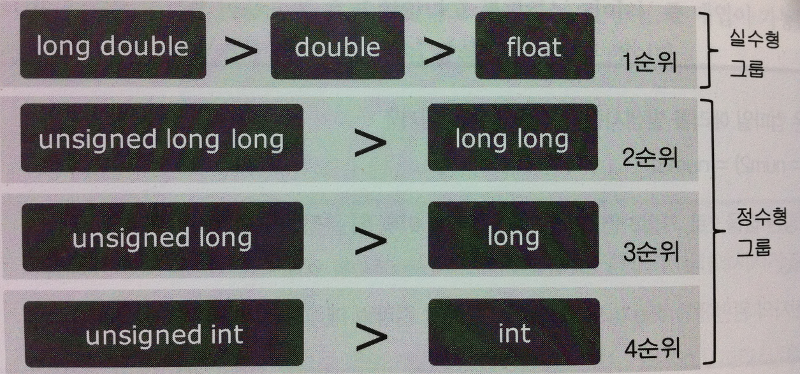 long double > double > float 1순위
실수형
그룹
unsigned long long > long long 2순위
unsigned long > long 3순위
정수형
그룹
unsigned int > int 4순위